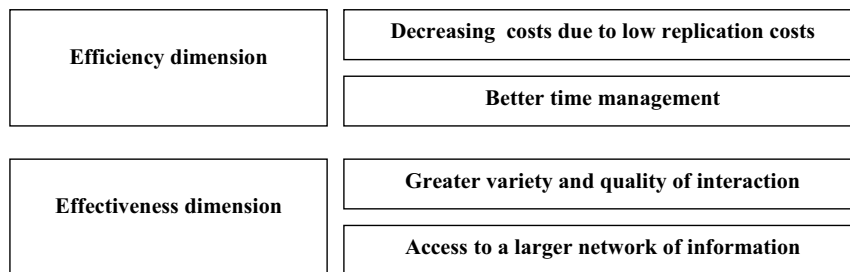 Efficiency dimension
Decreasing costs due to low replication costs
Better time management
Effectiveness dimension
Greater variety and quality of interaction
Access to a larger network of information